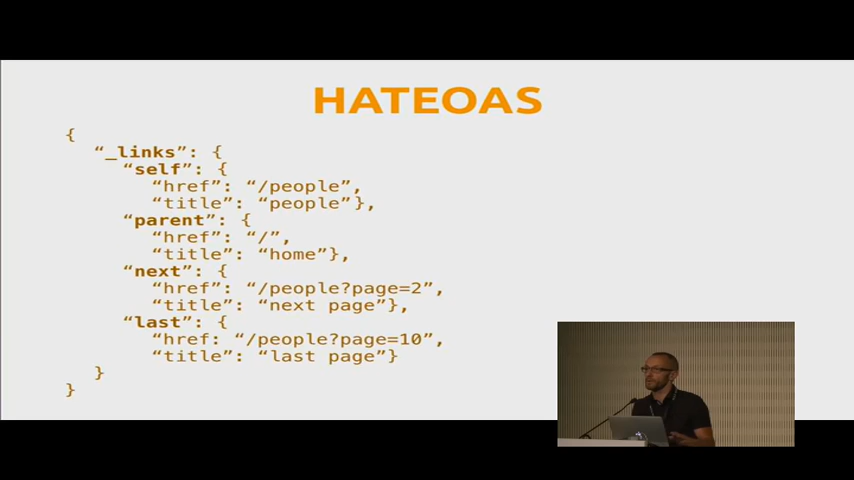 HATEOAS
{
“_links”: {
“self”: {
“href”: “/people”,
“title”: “people”},
“parent”: {
“href”: “/”,
“title”: “home”},
“next”: {
“href”: “/people?page=2”,
“title”: “next page”},
“last”: {
“href: “/people?page=10”,
“title”: “last page”}
}
}